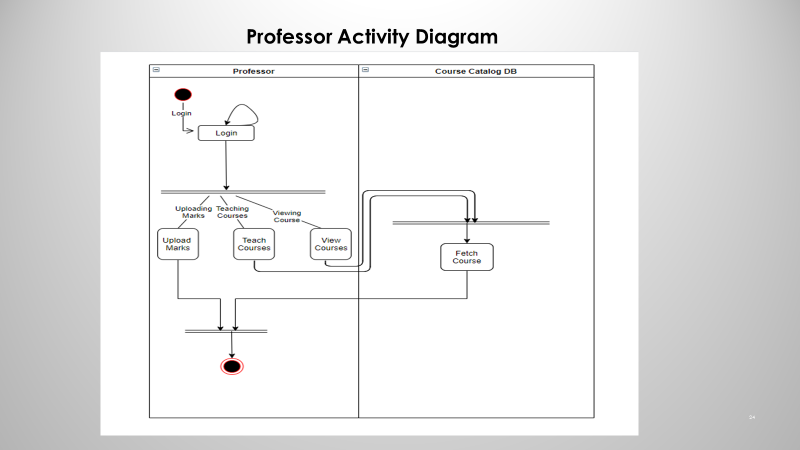 Professor Activity Diagram
Professor
Course Catalog DB
Login
Login
Uploading
Marks
Teaching
Courses
Viewing
Course
Upload
Marks
Teach
Courses
View
Courses
Fetch
Course